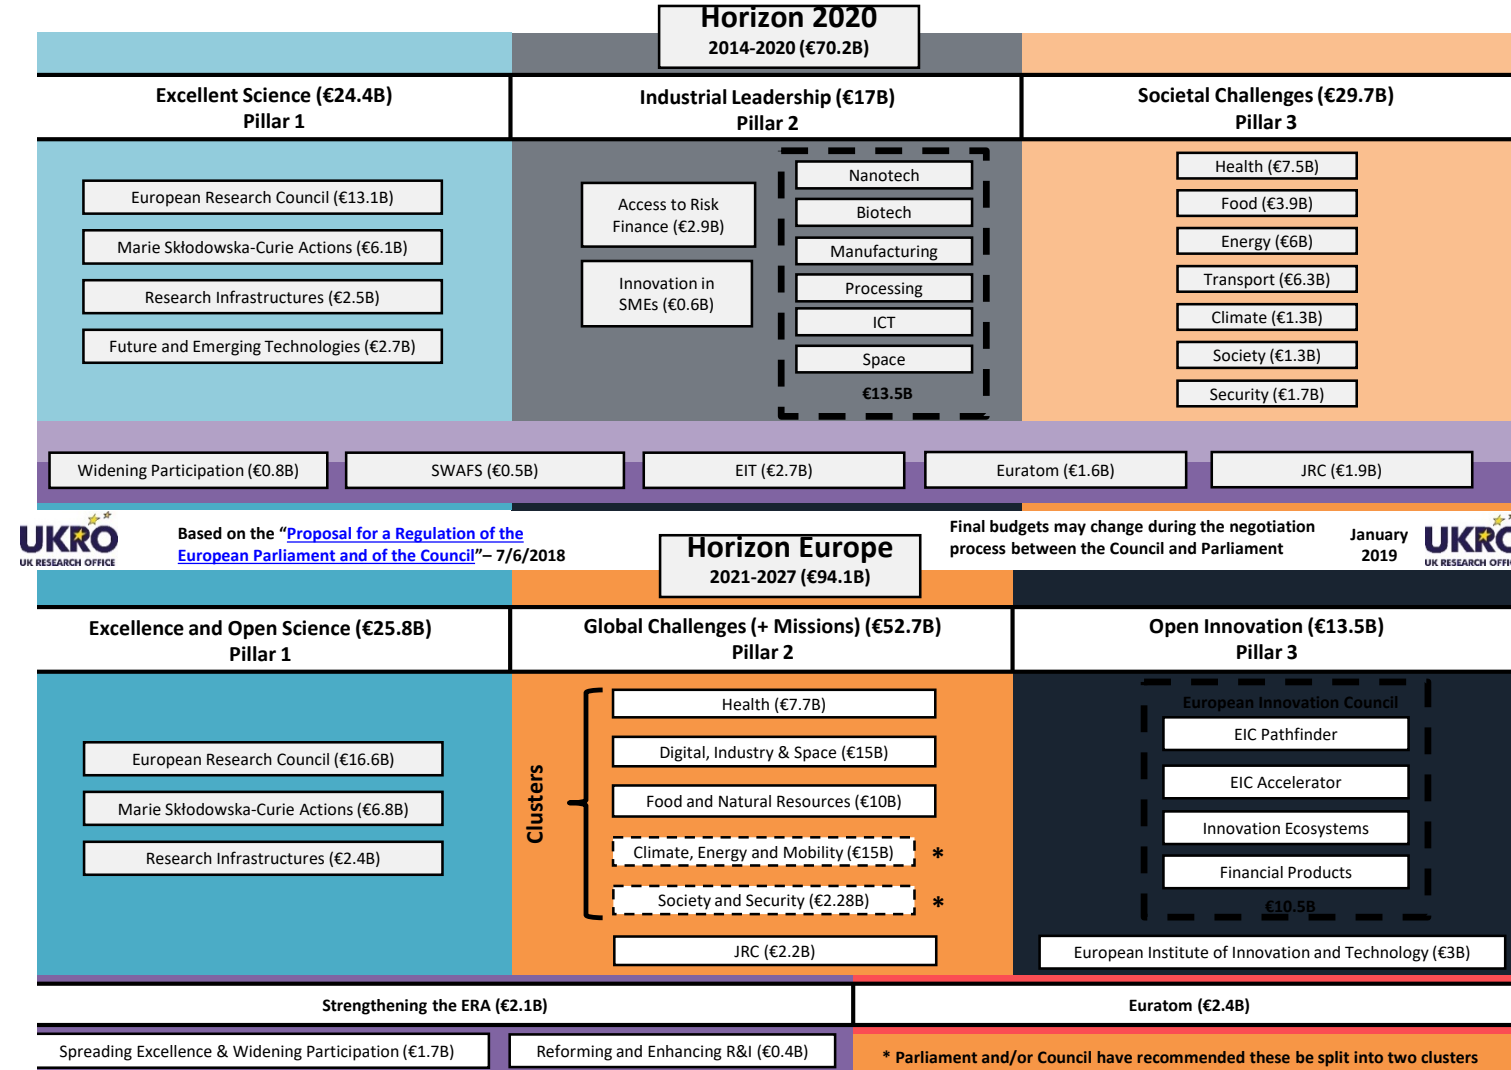 Horizon 2020
2014-2020 (€70.2B)
Excellent Science (€24.4B)
Pillar 1
Industrial Leadership (€17B)
Pillar 2
Societal Challenges (€29.7B)
Pillar 3
European Research Council (€13.1B)
Marie Skłodowska-Curie Actions (€6.1B)
Research Infrastructures (€2.5B)
Future and Emerging Technologies (€2.7B)
Access to Risk
Finance (€2.9B)
Innovation in
SMEs (€0.6B)
Nanotech
Biotech
Manufacturing
Processing
ICT
Space
€13.5B
Health (€7.5B)
Food (€3.9B)
Energy (€6B)
Transport (€6.3B)
Climate (€1.3B)
Society (€1.3B)
Security (€1.7B)
Widening Participation (€0.8B)
SWAFS (€0.5B)
EIT (€2.7B)
Euratom (€1.6B)
JRC (€1.9B)
UKRO
UK RESEARCH OFFICE
Based on the “Proposal for a Regulation of the
European Parliament and of the Council”– 7/6/2018
Final budgets may change during the negotiation
process between the Council and Parliament
January
2019
UKRO
UK RESEARCH OFFI
Horizon Europe
2021-2027 (€94.1B)
Excellence and Open Science (€25.8B)
Pillar 1
Global Challenges (+ Missions) (€52.7B)
Pillar 2
Open Innovation (€13.5B)
Pillar 3
European Research Council (€16.6B)
Marie Skłodowska-Curie Actions (€6.8B)
Research Infrastructures (€2.4B)
Clusters
Health (€7.7B)
Digital, Industry & Space (€15B)
Food and Natural Resources (€10B)
Climate, Energy and Mobility (€15B) *
Society and Security (€2.28B) *
JRC (€2.2B)
European Innovation Council
EIC Pathfinder
EIC Accelerator
Innovation Ecosystems
Financial Products
€10.5B
European Institute of Innovation and Technology (€3B)
Strengthening the ERA (€2.1B)
Euratom (€2.4B)
Spreading Excellence & Widening Participation (€1.7B)
Reforming and Enhancing R&I (€0.4B)
* Parliament and/or Council have recommended these be split into two clusters